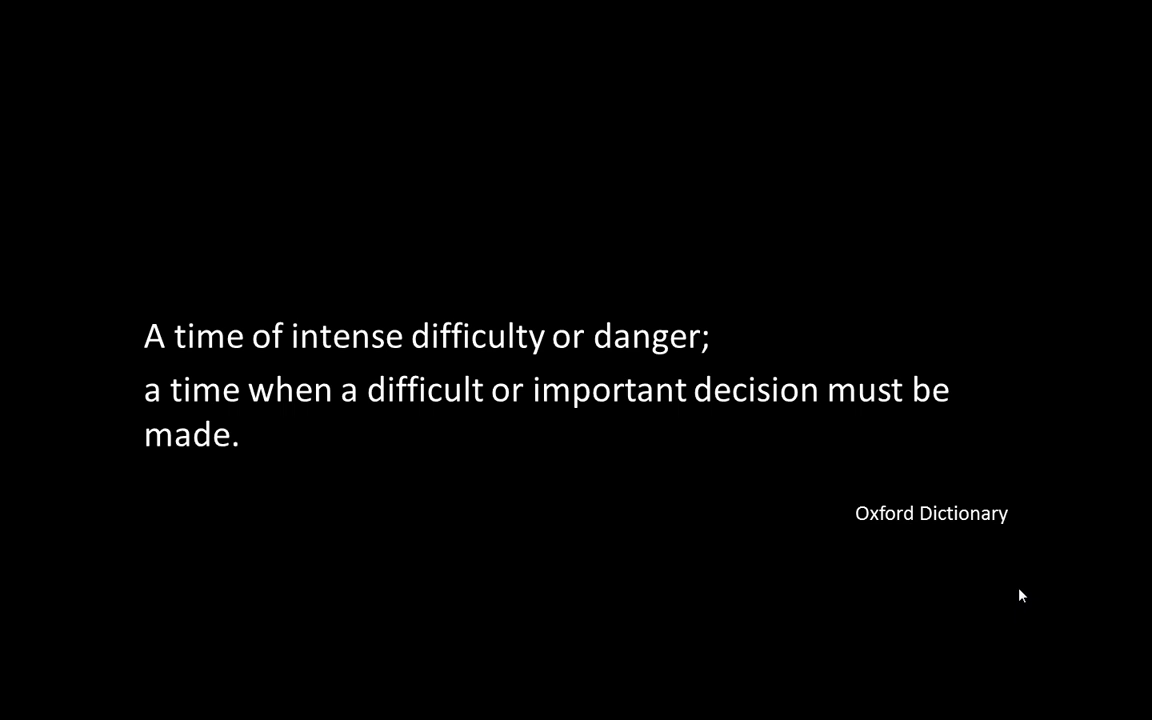 A time of intense difficulty or danger;
a time when a difficult or important decision must be
made.
Oxford Dictionary